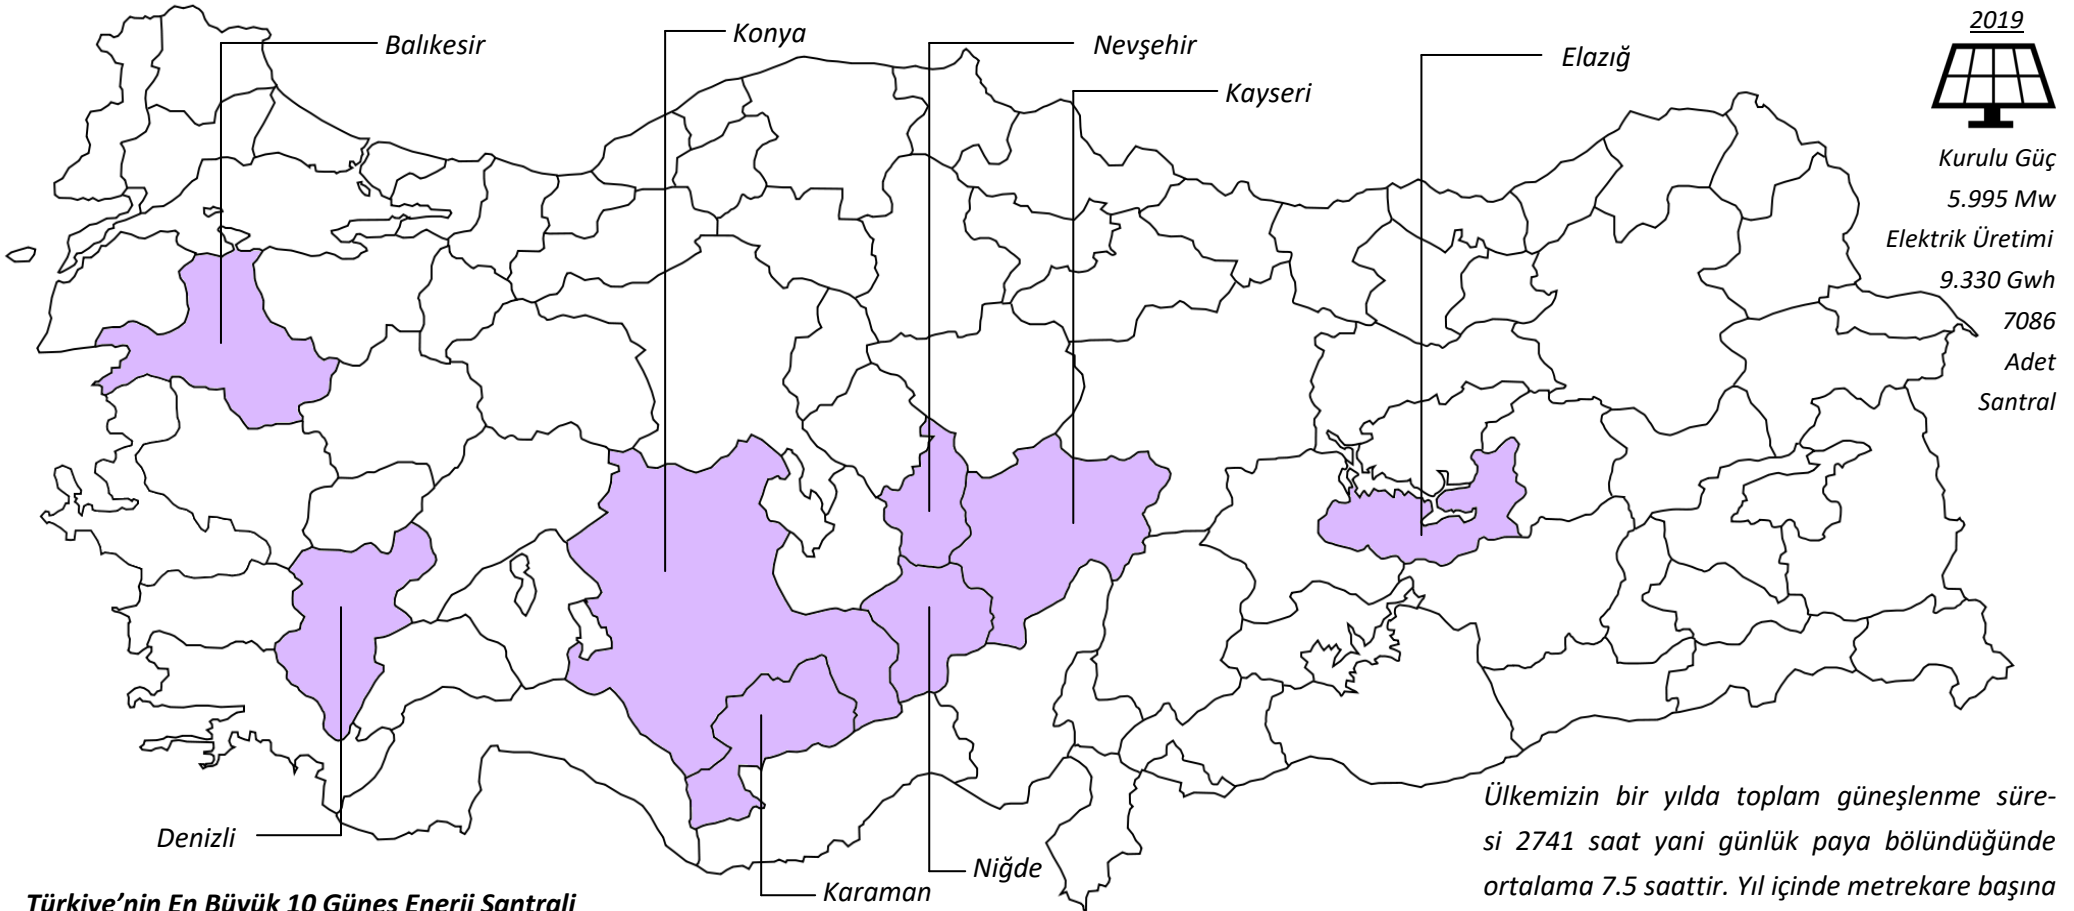 2019
Balıkesir
Konya
Nevşehir
Elazığ
Kayseri
Kurulu Güç
5.995 Mw
Elektrik Üretimi
9.330 Gwh
7086
Adet
Santral
Denizli
Karaman
Niğde
Ülkemizin bir yılda toplam güneşlenme süre-
si 2741 saat yani günlük paya bölündüğünde
ortalama 7.5 saattir. Yıl içinde metrekare başına
Türkiye’nin En Büyük 10 Güneş Enerji Santrali